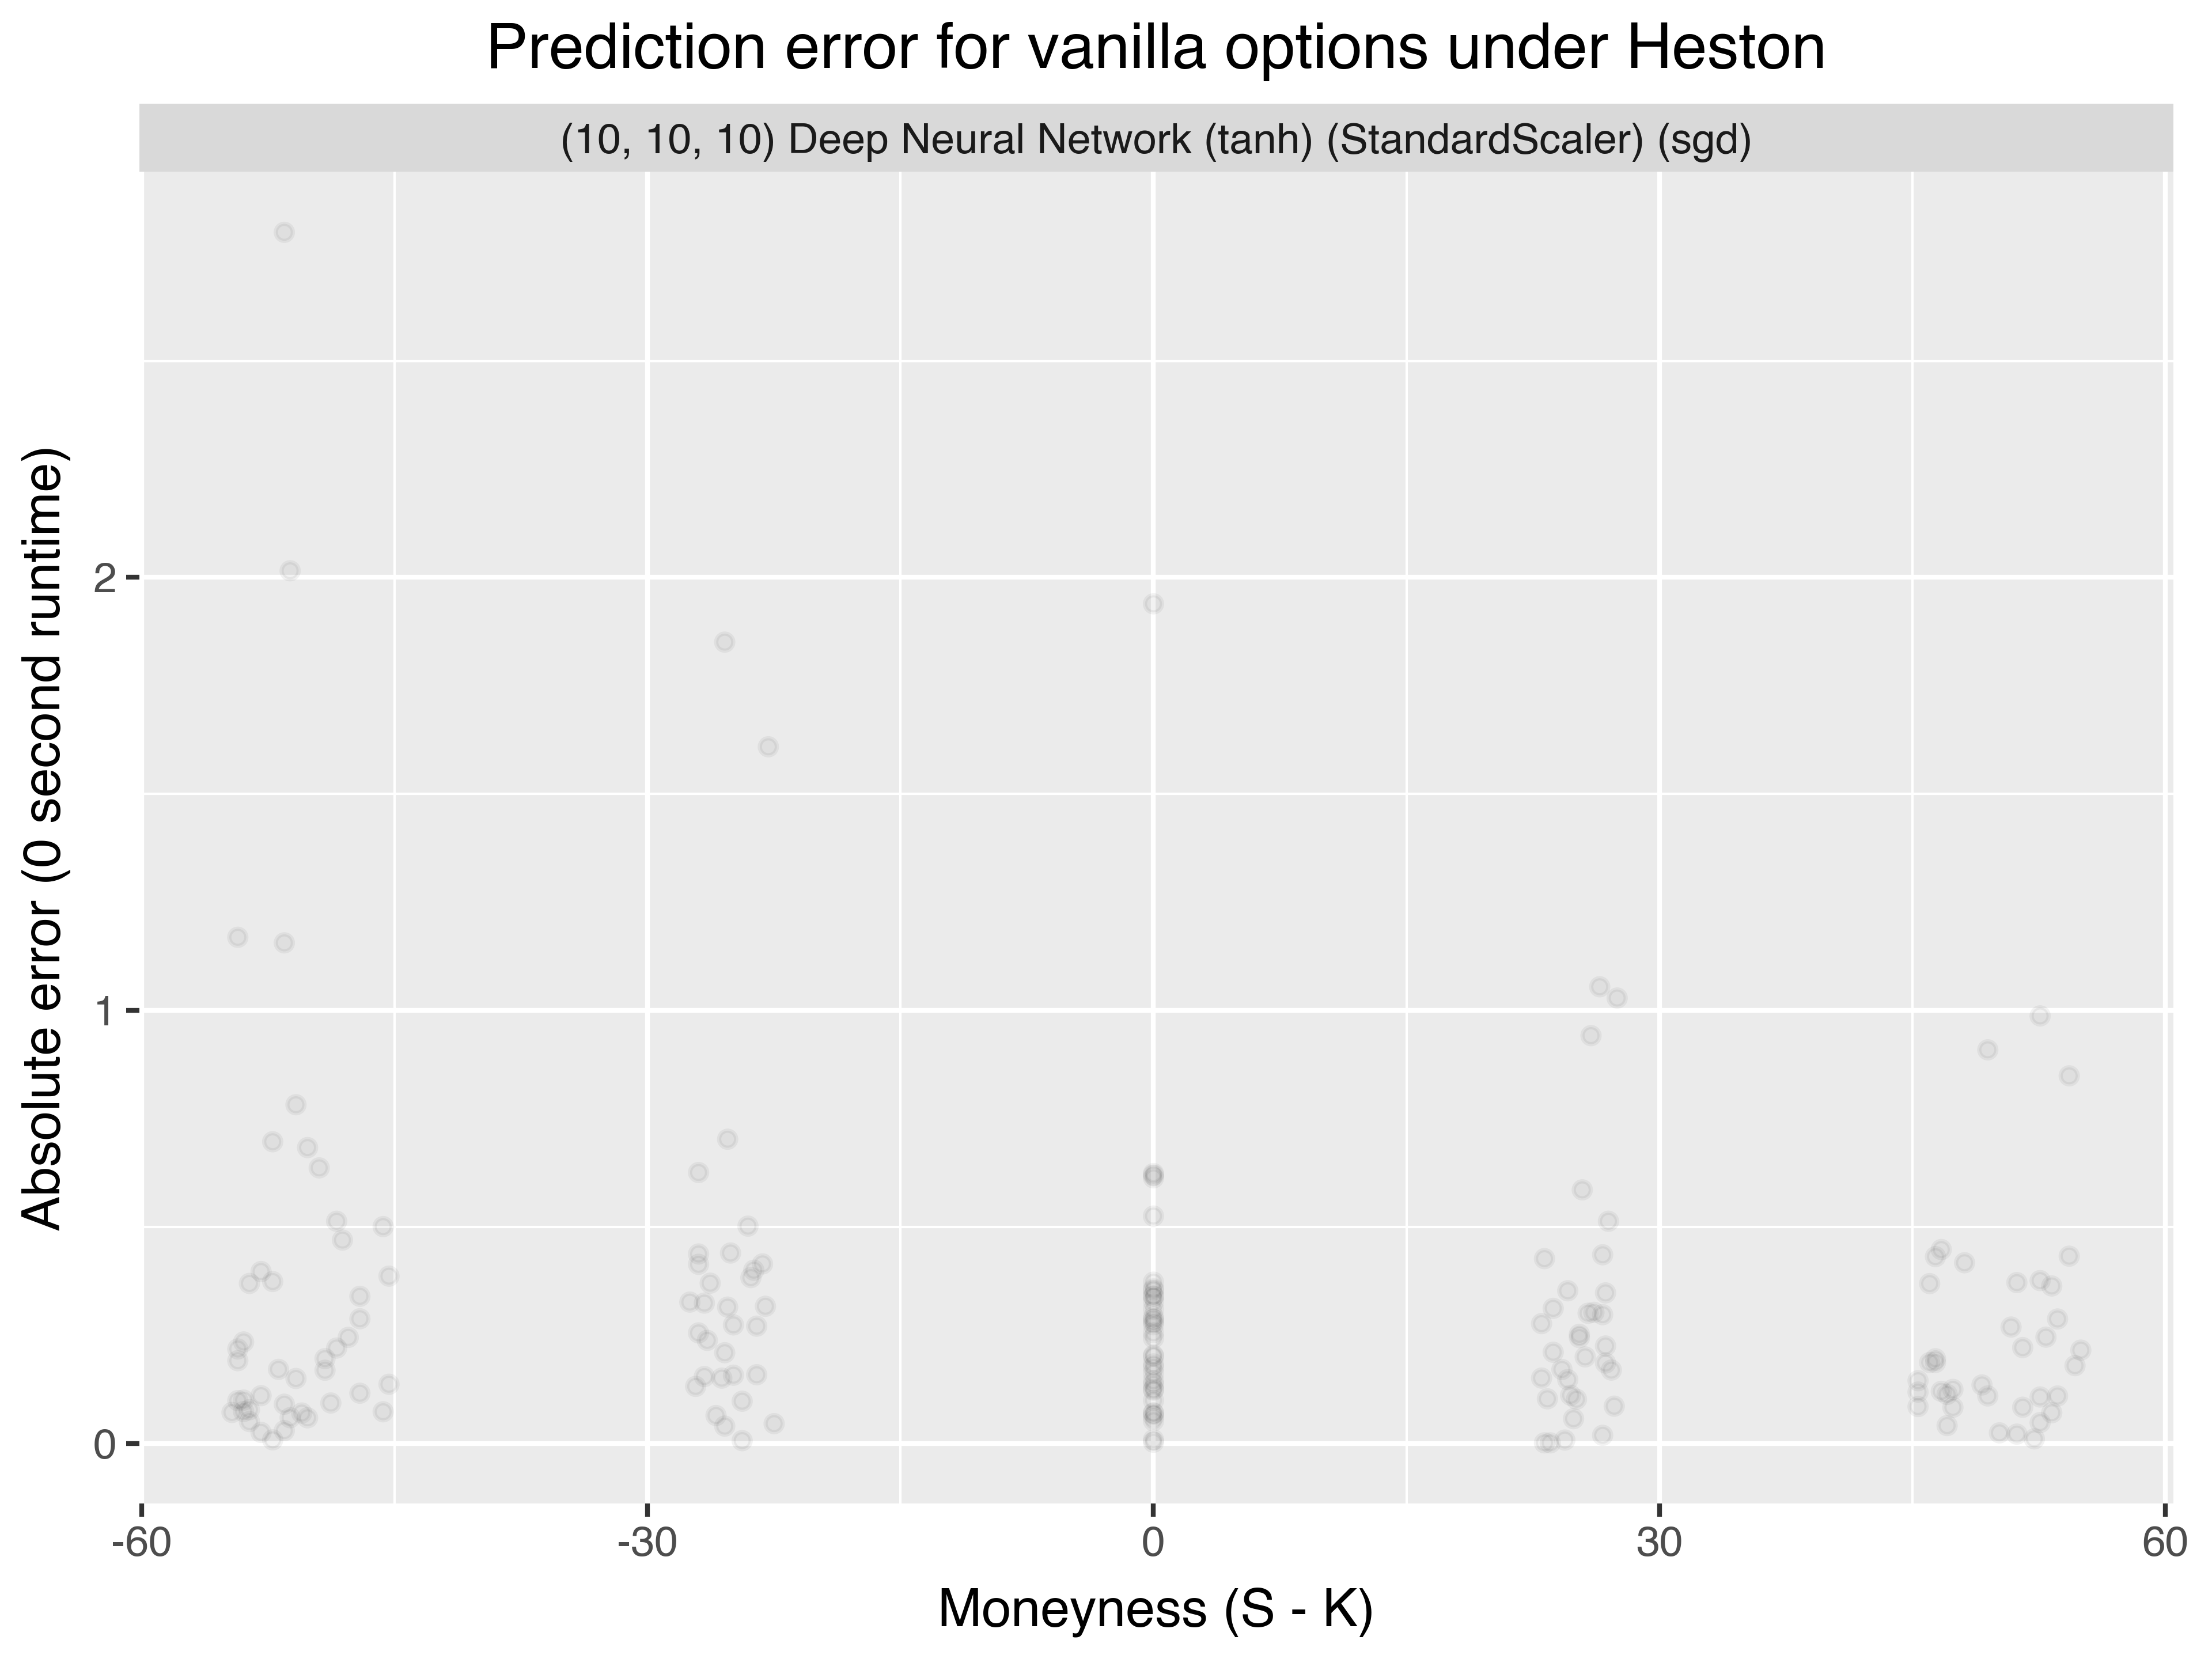 Prediction error for vanilla options under Heston
(10, 10, 10) Deep Neural Network (tanh) (StandardScaler) (sgd)
Absolute error (0 second runtime)
2
1
0
-60
-30
0
30
60
Moneyness (S - K)